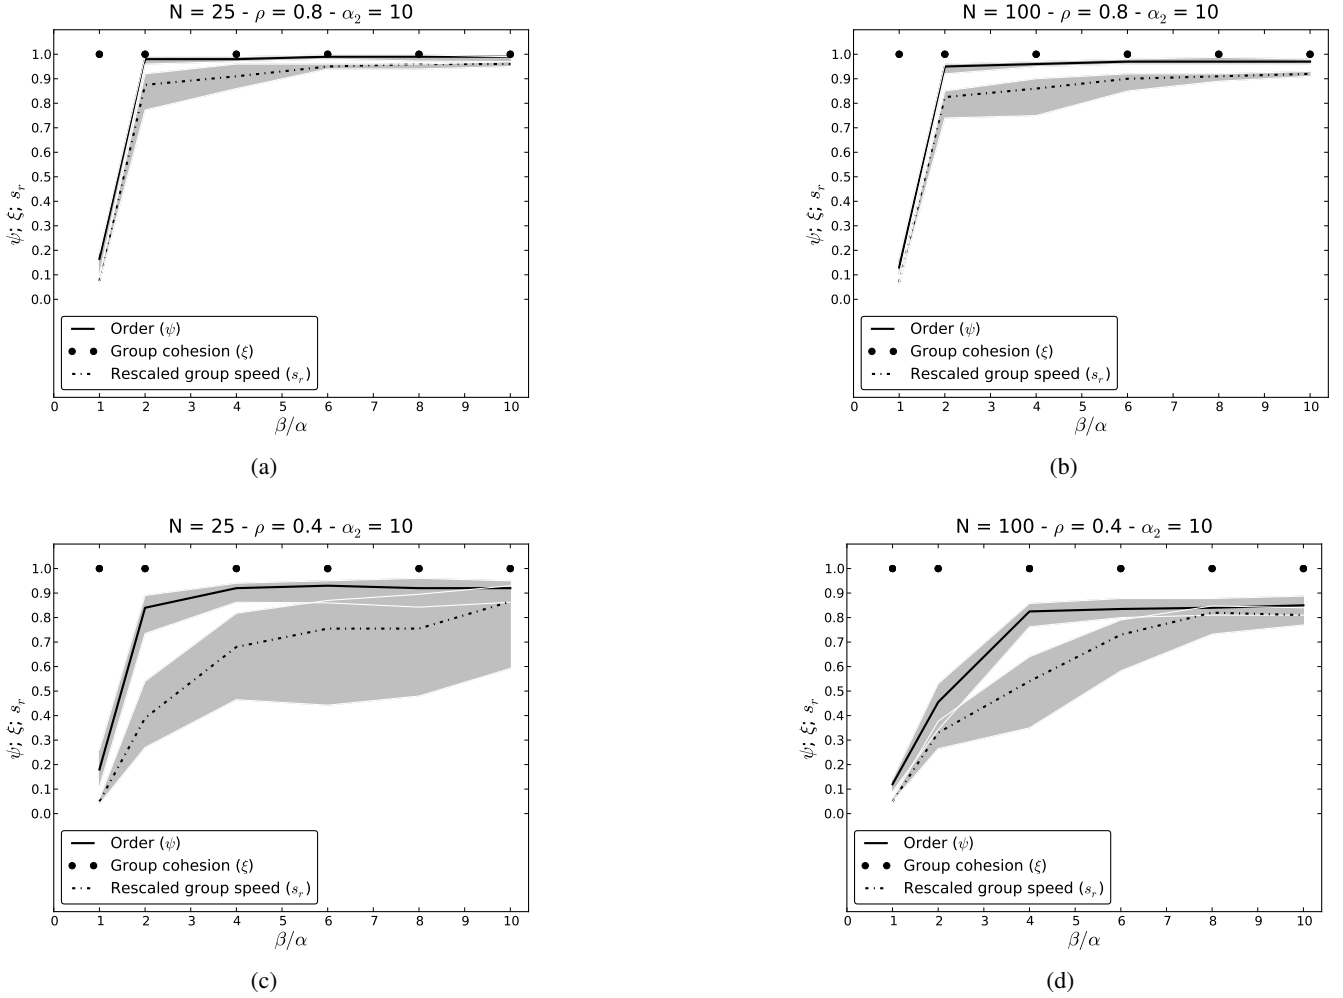 N = 25 - ρ = 0.8 - α₂ = 10
1.0
0.9
0.8
0.7
0.6
0.5
0.4
0.3
0.2
0.1
0.0
ψ; ξ; sᵣ
Order (ψ)
Group cohesion (ξ)
Rescaled group speed (sᵣ)
0 1 2 3 4 5 6 7 8 9 10
β/α
(a)
N = 100 - ρ = 0.8 - α₂ = 10
1.0
0.9
0.8
0.7
0.6
0.5
0.4
0.3
0.2
0.1
0.0
ψ; ξ; sᵣ
Order (ψ)
Group cohesion (ξ)
Rescaled group speed (sᵣ)
0 1 2 3 4 5 6 7 8 9 10
β/α
(b)
N = 25 - ρ = 0.4 - α₂ = 10
1.0
0.9
0.8
0.7
0.6
0.5
0.4
0.3
0.2
0.1
0.0
ψ; ξ; sᵣ
Order (ψ)
Group cohesion (ξ)
Rescaled group speed (sᵣ)
0 1 2 3 4 5 6 7 8 9 10
β/α
(c)
N = 100 - ρ = 0.4 - α₂ = 10
1.0
0.9
0.8
0.7
0.6
0.5
0.4
0.3
0.2
0.1
0.0
ψ; ξ; sᵣ
Order (ψ)
Group cohesion (ξ)
Rescaled group speed (sᵣ)
0 1 2 3 4 5 6 7 8 9 10
β/α
(d)